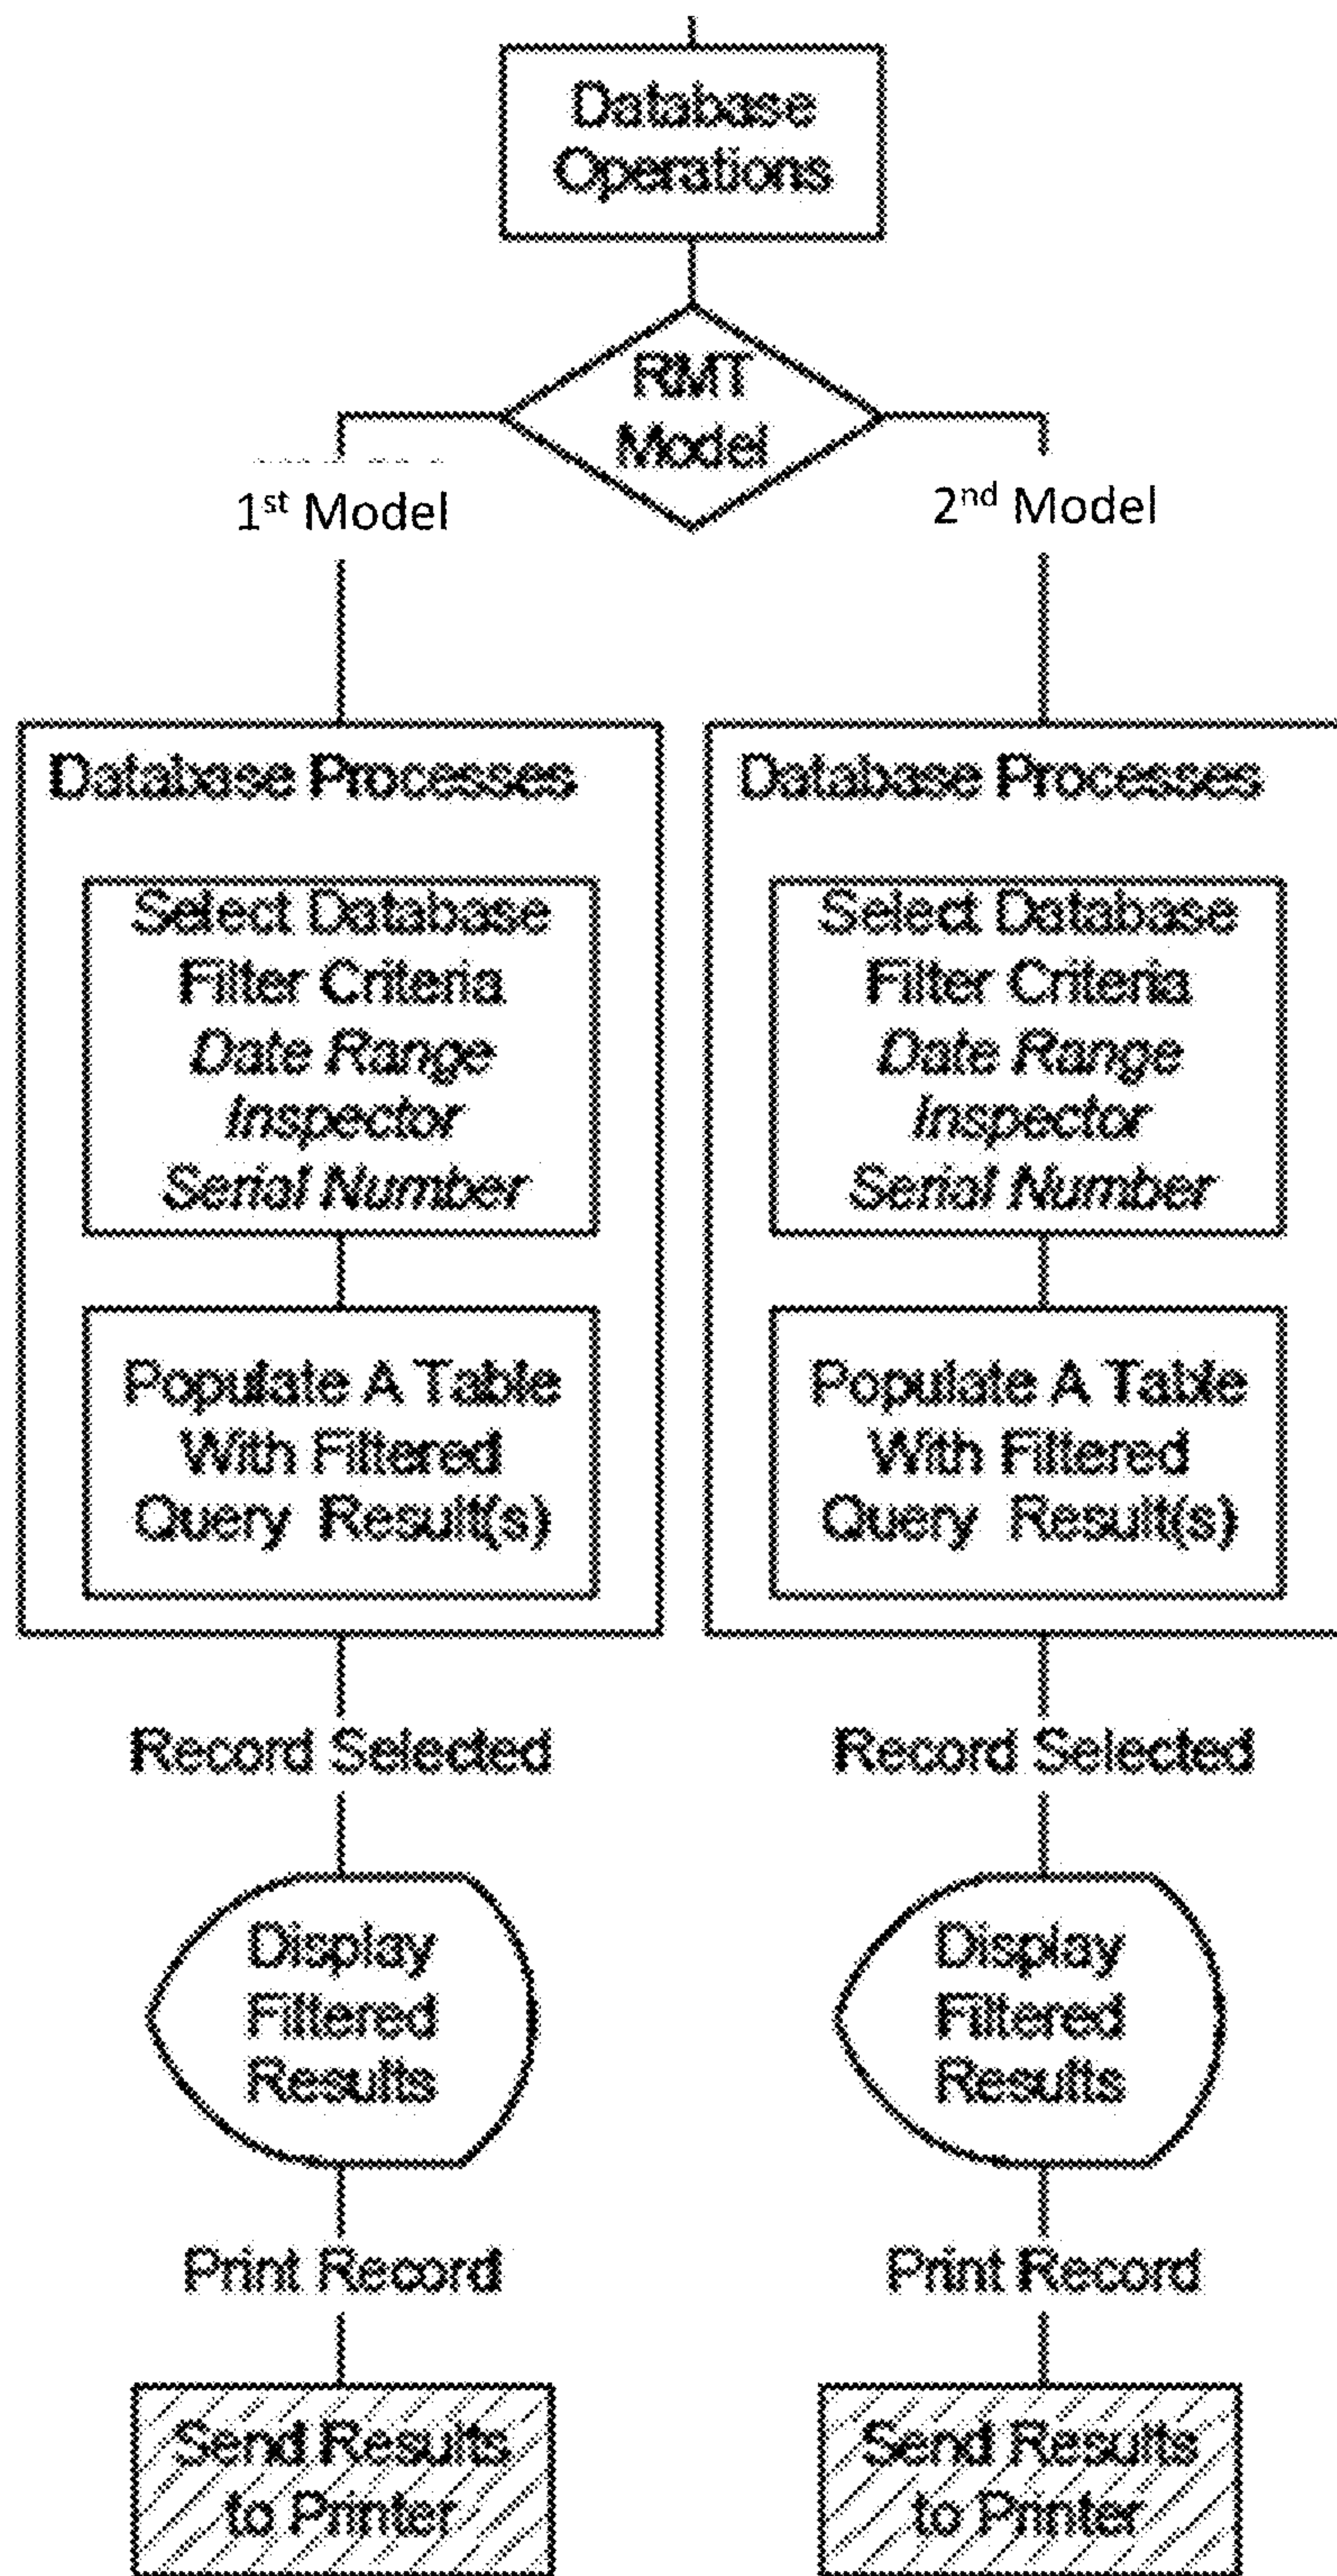 Database
Operations
RMT
Model
1st Model
2nd Model
Database Processes
Select Database
Filter Criteria
Date Range
Inspector
Serial Number
Populate A Table
With Filtered
Query Result(s)
Record Selected
Display
Filtered
Results
Print Record
Send Results
to Printer
Database Processes
Select Database
Filter Criteria
Date Range
Inspector
Serial Number
Populate A Table
With Filtered
Query Result(s)
Record Selected
Display
Filtered
Results
Print Record
Send Results
to Printer